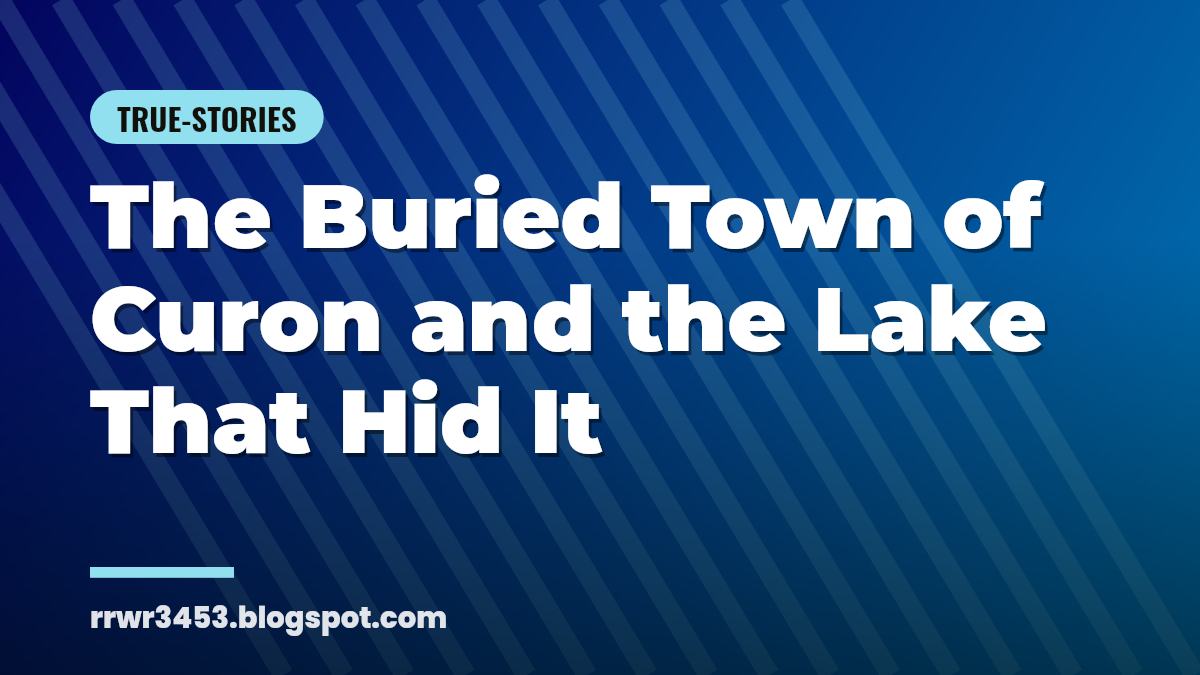 TRUE-STORIES
The Buried Town of
Curon and the Lake
That Hid It
rrwr3453.blogspot.com